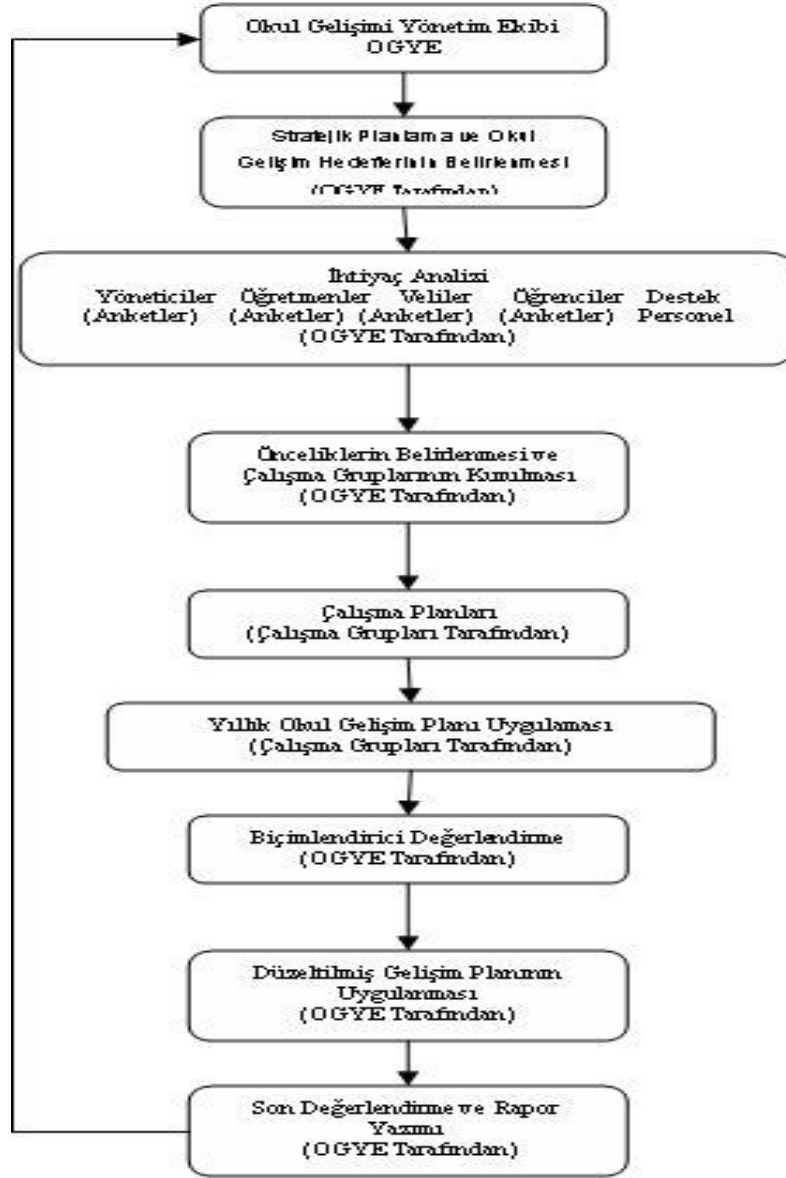 Okul Gelişimi Yönetim Ekibi
OGYE
Stratejik Planlama ve Okul
Gelişim Hedeflerinin Belirlenmesi
(OGYE Tarafından)
İhtiyaç Analizi
Yöneticiler Öğretmenler Veliler Öğrenciler Destek
(Anketler) (Anketler) (Anketler) (Anketler) Personel
(OGYE Tarafından)
Önceliklerin Belirlenmesi ve
Çalışma Gruplarının Kurulması
(OGYE Tarafından)
Çalışma Planları
(Çalışma Grupları Tarafından)
Yıllık Okul Gelişim Planı Uygulaması
(Çalışma Grupları Tarafından)
Biçimlendirici Değerlendirme
(OGYE Tarafından)
Düzeltilmiş Gelişim Planının
Uygulanması
(OGYE Tarafından)
Son Değerlendirme ve Rapor
Yazımı
(OGYE Tarafından)